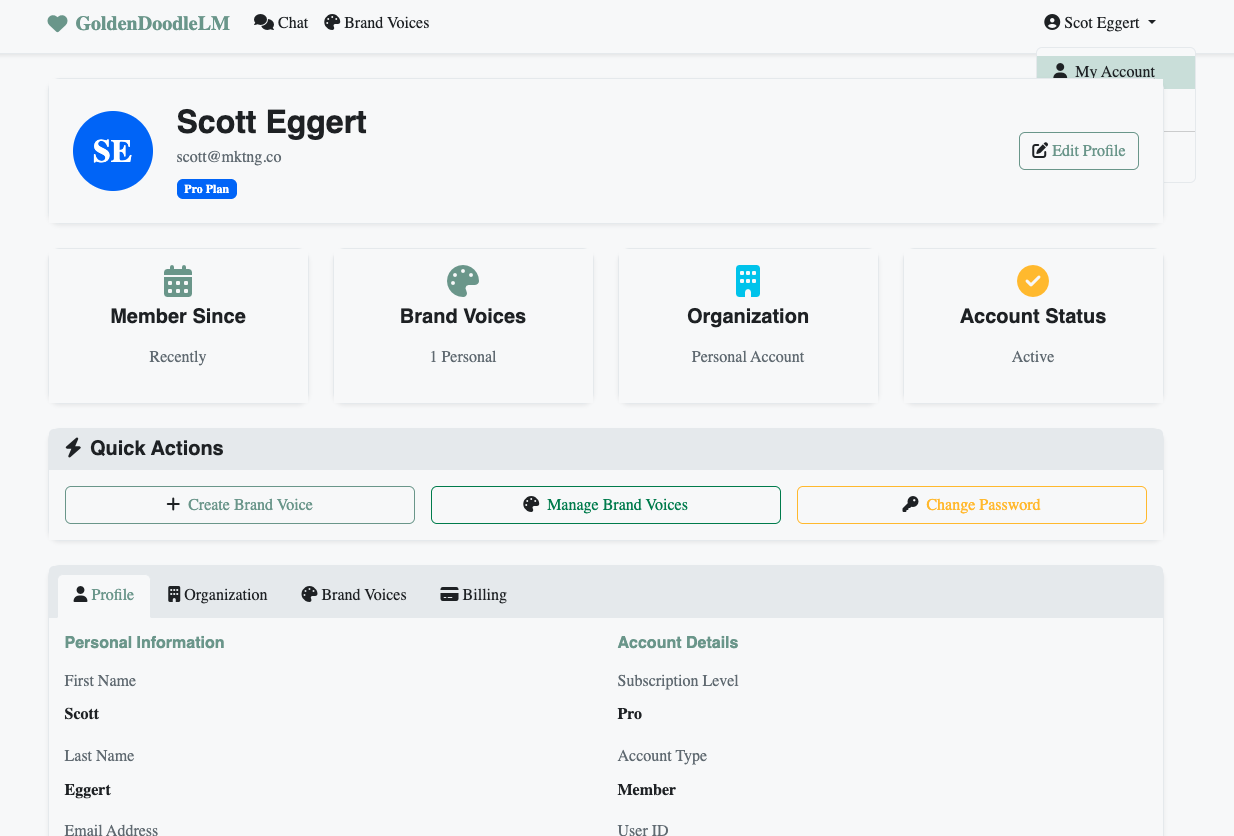 GoldenDoodleLM Chat Brand Voices Scot Eggert
My Account
SE
Scott Eggert
scott@mktng.co
Pro Plan
Edit Profile
Member Since
Recently
Brand Voices
1 Personal
Organization
Personal Account
Account Status
Active
Quick Actions
Create Brand Voice
Manage Brand Voices
Change Password
Profile Organization Brand Voices Billing
Personal Information
First Name
Scott
Last Name
Eggert
Email Address
Account Details
Subscription Level
Pro
Account Type
Member
User ID